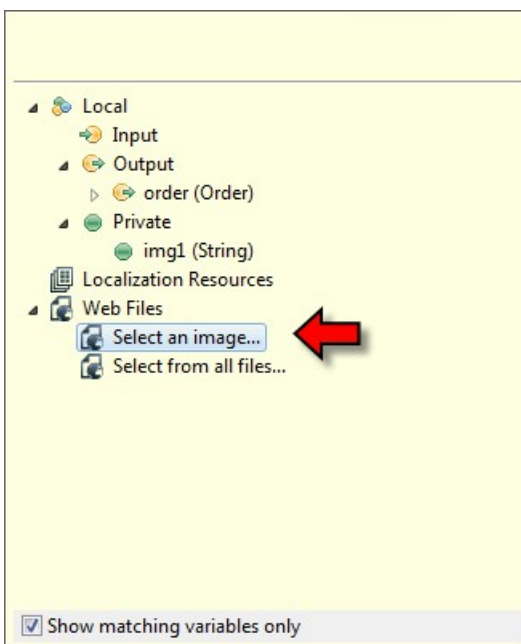 Local
Input
Output
order (Order)
Private
img1 (String)
Localization Resources
Web Files
Select an image...
Select from all files...
Show matching variables only